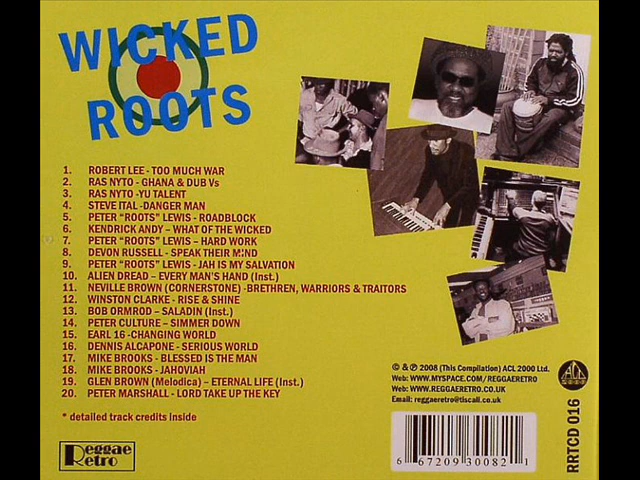 WICKED
ROOTS
1. ROBERT LEE - TOO MUCH WAR
2. RAS NYTO - GHANA & DUB Vs
3. RAS NYTO -YU TALENT
4. STEVE ITAL -DANGER MAN
5. PETER "ROOTS" LEWIS - ROADBLOCK
6. KENDRICK ANDY – WHAT OF THE WICKED
7. PETER "ROOTS" LEWIS – HARD WORK
8. DEVON RUSSELL - SPEAK THEIR MIND
9. PETER "ROOTS" LEWIS - JAH IS MY SALVATION
10. ALIEN DREAD – EVERY MAN'S HAND (Inst.)
11. NEVILLE BROWN (CORNERSTONE) -BRETHREN, WARRIORS & TRAITORS
12. WINSTON CLARKE - RISE & SHINE
13. BOB ORMROD – SALADIN (Inst.)
14. PETER CULTURE – SIMMER DOWN
15. EARL 16 -CHANGING WORLD
16. DENNIS ALCAPONE - SERIOUS WORLD
17. MIKE BROOKS - BLESSED IS THE MAN
18. MIKE BROOKS - JAHOVIAH
19. GLEN BROWN (Melodica) – ETERNAL LIFE (Inst.)
20. PETER MARSHALL - LORD TAKE UP THE KEY
* detailed track credits inside
© & ℗ 2008 (This Compilation) ACL 2000 Ltd.
Web: WWW.MYSPACE.COM/REGGAERETRO
Web: WWW.REGGAERETRO.CO.UK
Email: reggaeretro@tiscali.co.uk
ACL
2000
RRTCD 016
Reggae
Retro
6 67209 30082 1